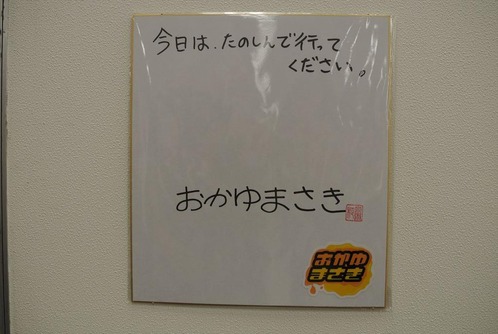 今日は、たのしんで行って
ください。
おかゆまさき
おかゆ
まさき